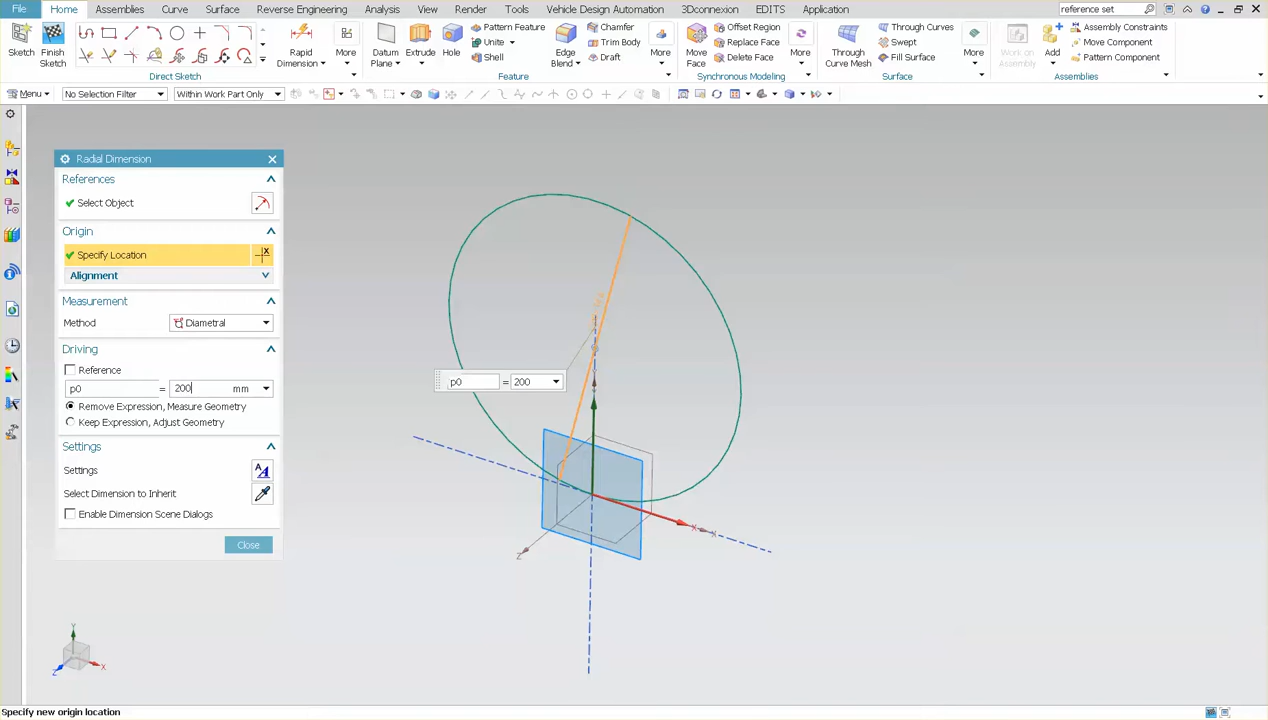 File Home Assemblies Curve Surface Reverse Engineering Analysis View Render Tools Vehicle Design Automation 3Dconnexion EDITS Application reference set
Sketch Finish Sketch Rapid Dimension More Datum Plane Extrude Hole Pattern Feature Unite Shell Edge Blend Chamfer Trim Body Draft More Move Face Offset Region Replace Face Delete Face More Through Curve Mesh Through Curves Swept Fill Surface More Work on Assembly Add Assembly Constraints Move Component Pattern Component
Direct Sketch Feature Synchronous Modeling Surface Assemblies
Menu No Selection Filter Within Work Part Only
Radial Dimension
References
Select Object
Origin
Specify Location
Alignment
Measurement
Method Diametral
Driving
Reference
p0 = 200 mm
Remove Expression, Measure Geometry
Keep Expression, Adjust Geometry
Settings
Settings
Select Dimension to Inherit
Enable Dimension Scene Dialogs
Close
p0 = 200
X X
Z
Y
Z X
Specify new origin location